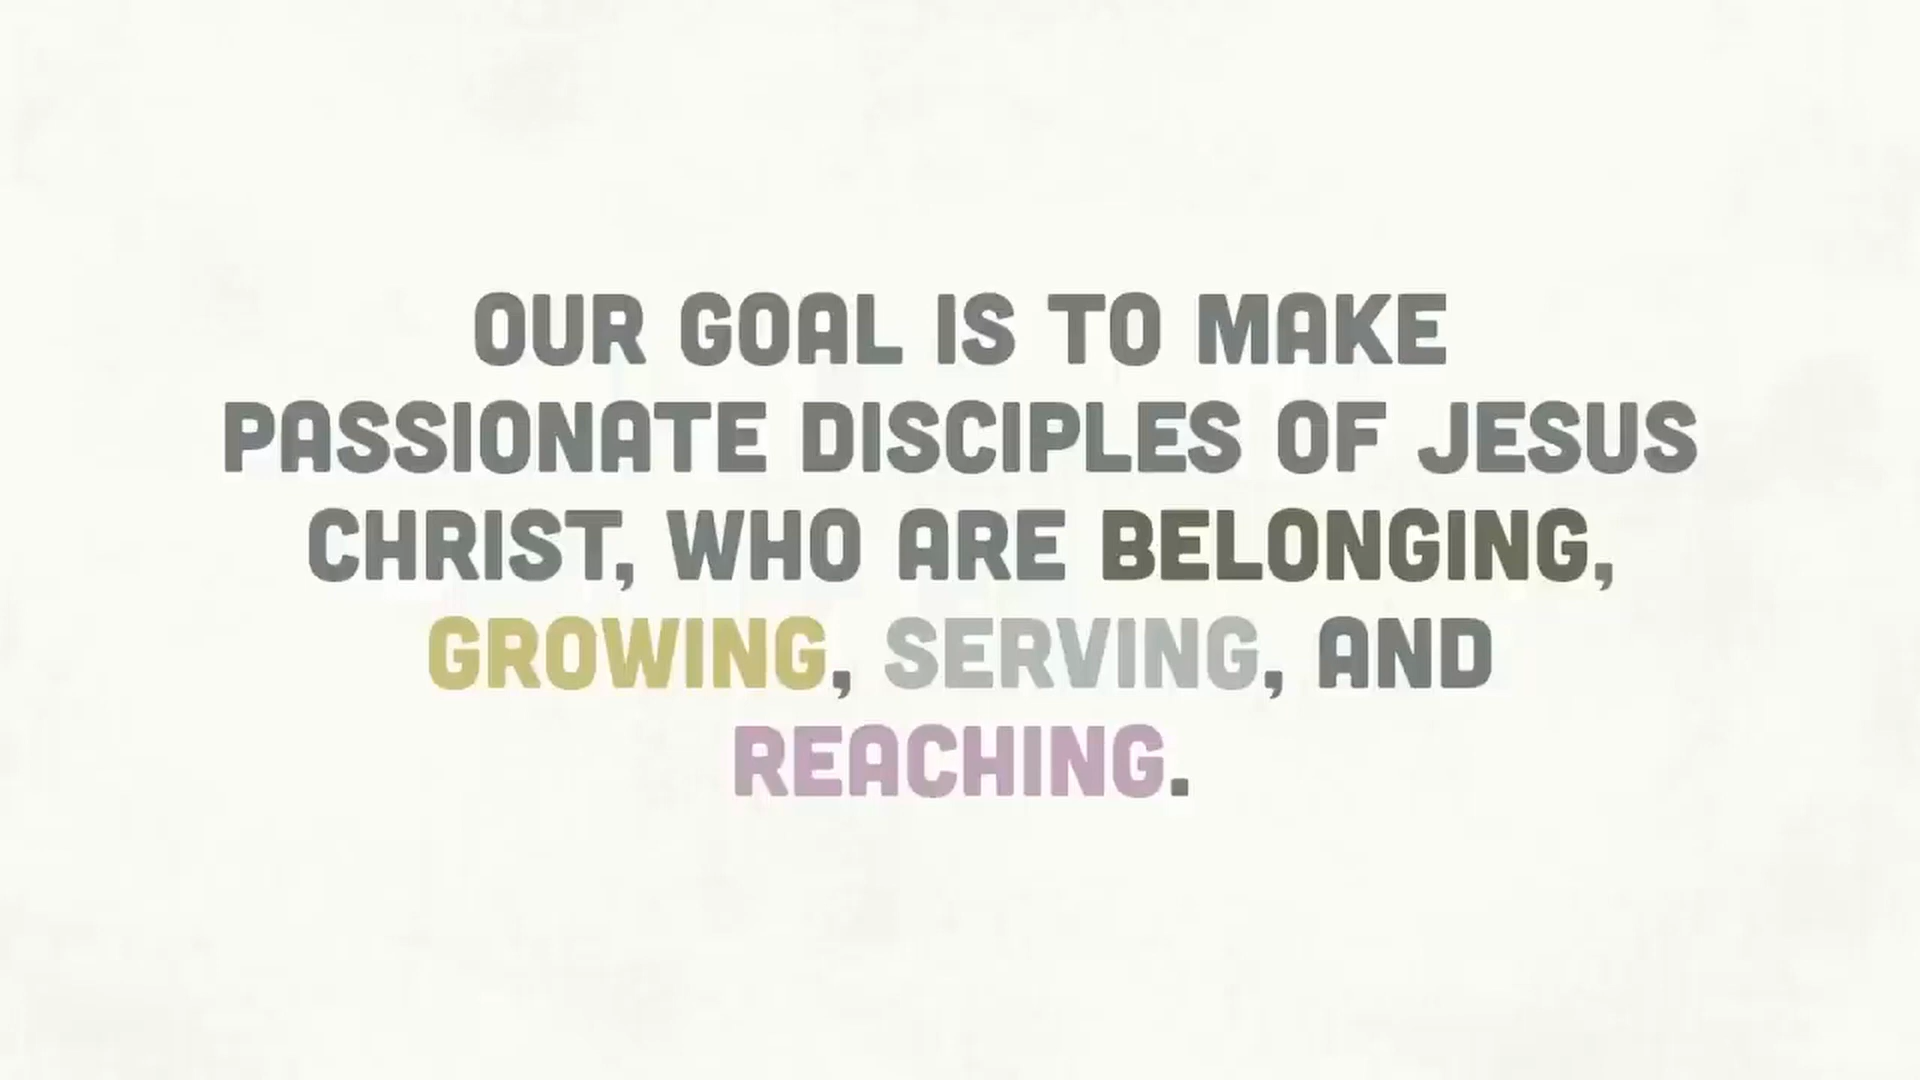 OUR GOAL IS TO MAKE
PASSIONATE DISCIPLES OF JESUS
CHRIST, WHO ARE BELONGING,
GROWING, SERVING, AND
REACHING.